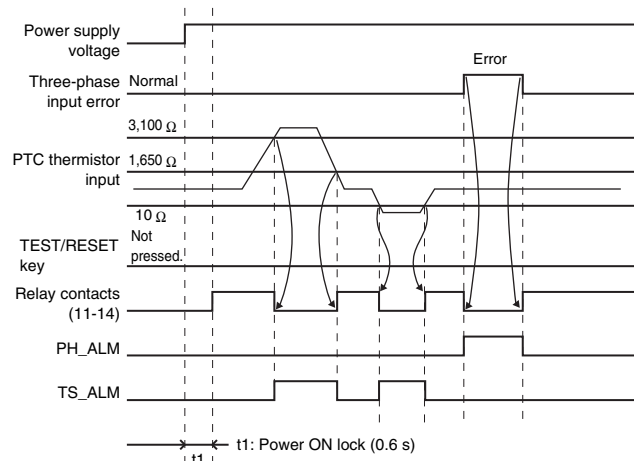 Power supply
voltage
Error
Three-phase
input error
Normal
3,100 Ω
PTC thermistor
input
1,650 Ω
10 Ω
TEST/RESET
key
Not
pressed.
Relay contacts
(11-14)
PH_ALM
TS_ALM
t1: Power ON lock (0.6 s)
t1